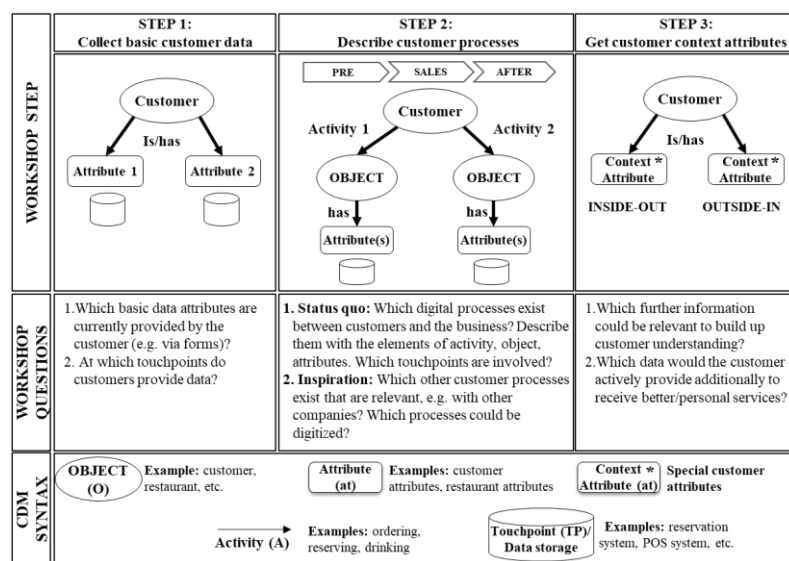 STEP 1:
Collect basic customer data
STEP 2:
Describe customer processes
STEP 3:
Get customer context attributes
WORKSHOP STEP
Customer
Is/has
Attribute 1
Attribute 2
PRE
SALES
AFTER
Customer
Activity 1
Activity 2
OBJECT
OBJECT
has
has
Attribute(s)
Attribute(s)
Customer
Is/has
Context *
Attribute
Context *
Attribute
INSIDE-OUT
OUTSIDE-IN
WORKSHOP
QUESTIONS
1.Which basic data attributes are
currently provided by the
customer (e.g. via forms)?
2. At which touchpoints do
customers provide data?
1. Status quo: Which digital processes exist
between customers and the business? Describe
them with the elements of activity, object,
attributes. Which touchpoints are involved?
2. Inspiration: Which other customer processes
exist that are relevant, e.g. with other
companies? Which processes could be
digitized?
1.Which further information
could be relevant to build up
customer understanding?
2.Which data would the customer
actively provide additionally to
receive better/personal services?
CDM
SYNTAX
OBJECT
(O)
Example: customer,
restaurant, etc.
Attribute
(at)
Examples: customer
attributes, restaurant attributes
Context *
Attribute (at)
Special customer
attributes
Activity (A)
Examples: ordering,
reserving, drinking
Touchpoint (TP)/
Data storage
Examples: reservation
system, POS system, etc.